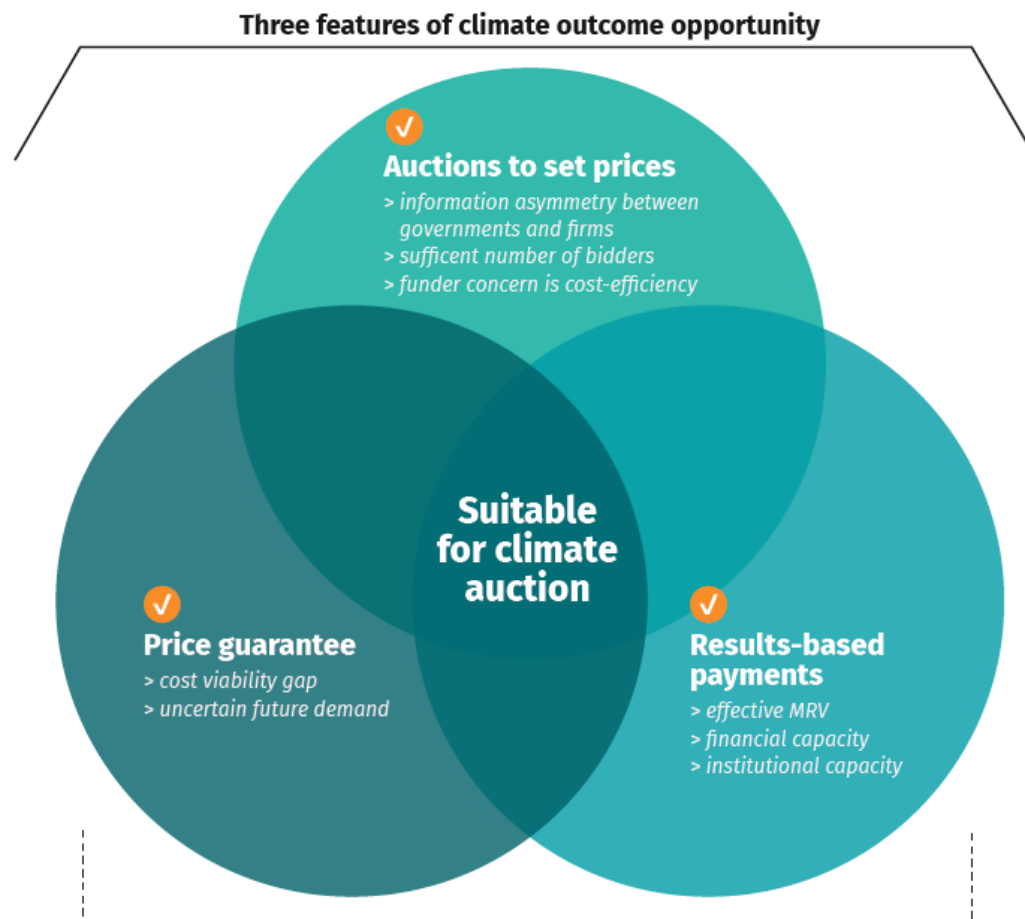 Three features of climate outcome opportunity
Auctions to set prices
> information asymmetry between
governments and firms
> sufficent number of bidders
> funder concern is cost-efficiency
Suitable
for climate
auction
Price guarantee
> cost viability gap
> uncertain future demand
Results-based
payments
> effective MRV
> financial capacity
> institutional capacity